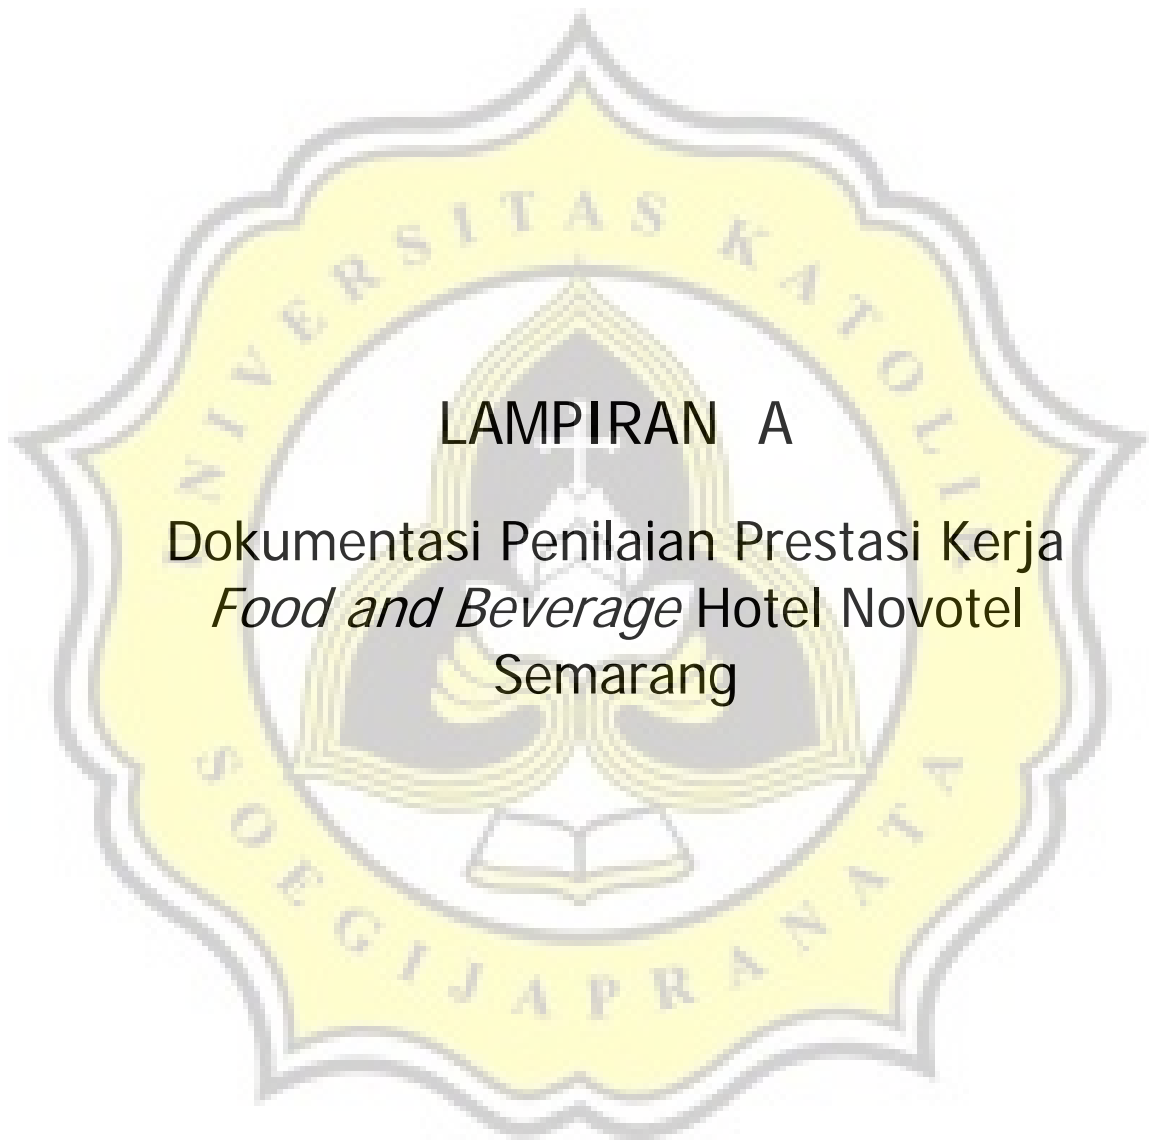 UNIVERSITAS KATOLIK
LAMPIRAN A
Dokumentasi Penilaian Prestasi Kerja
Food and Beverage Hotel Novotel
Semarang
SOEGIJAPRANATA